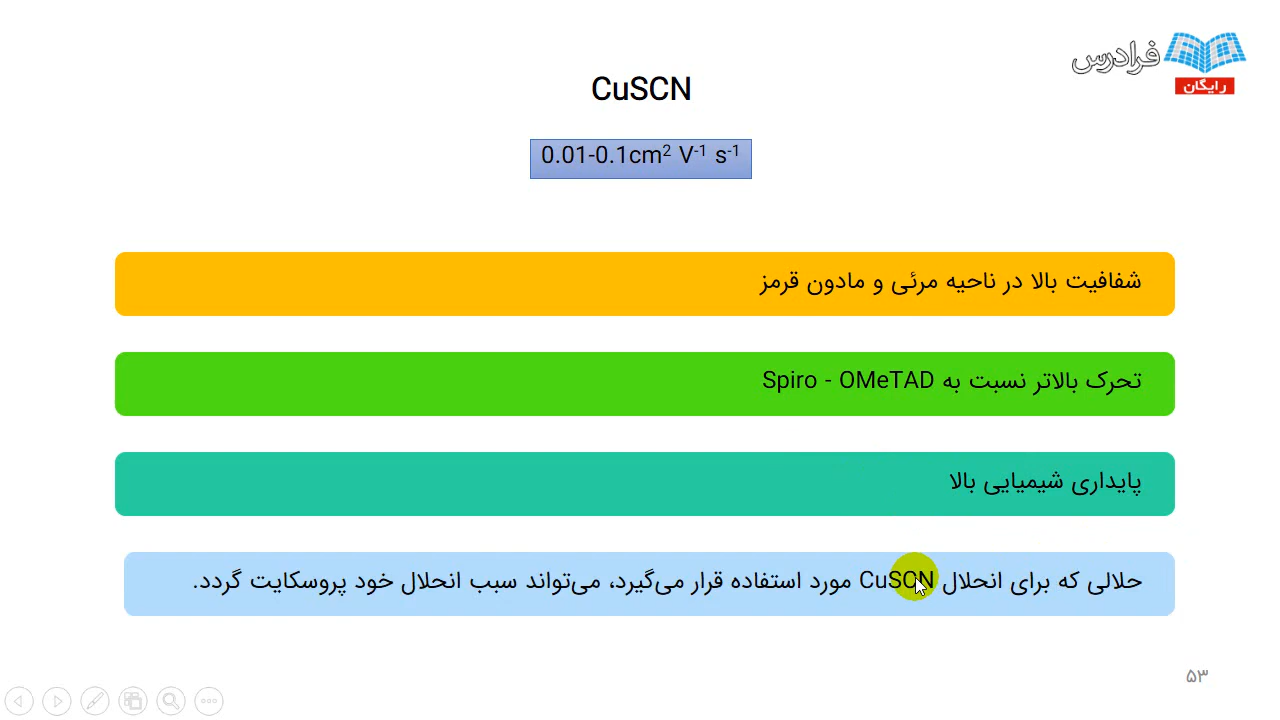 فرادرس
رایگان
CuSCN
0.01-0.1cm² V⁻¹ s⁻¹
شفافیت بالا در ناحیه مرئی و مادون قرمز
تحرک بالاتر نسبت به Spiro - OMeTAD
پایداری شیمیایی بالا
حلالی که برای انحلال CuSCN مورد استفاده قرار می‌گیرد، می‌تواند سبب انحلال خود پروسکایت گردد.
۵۳